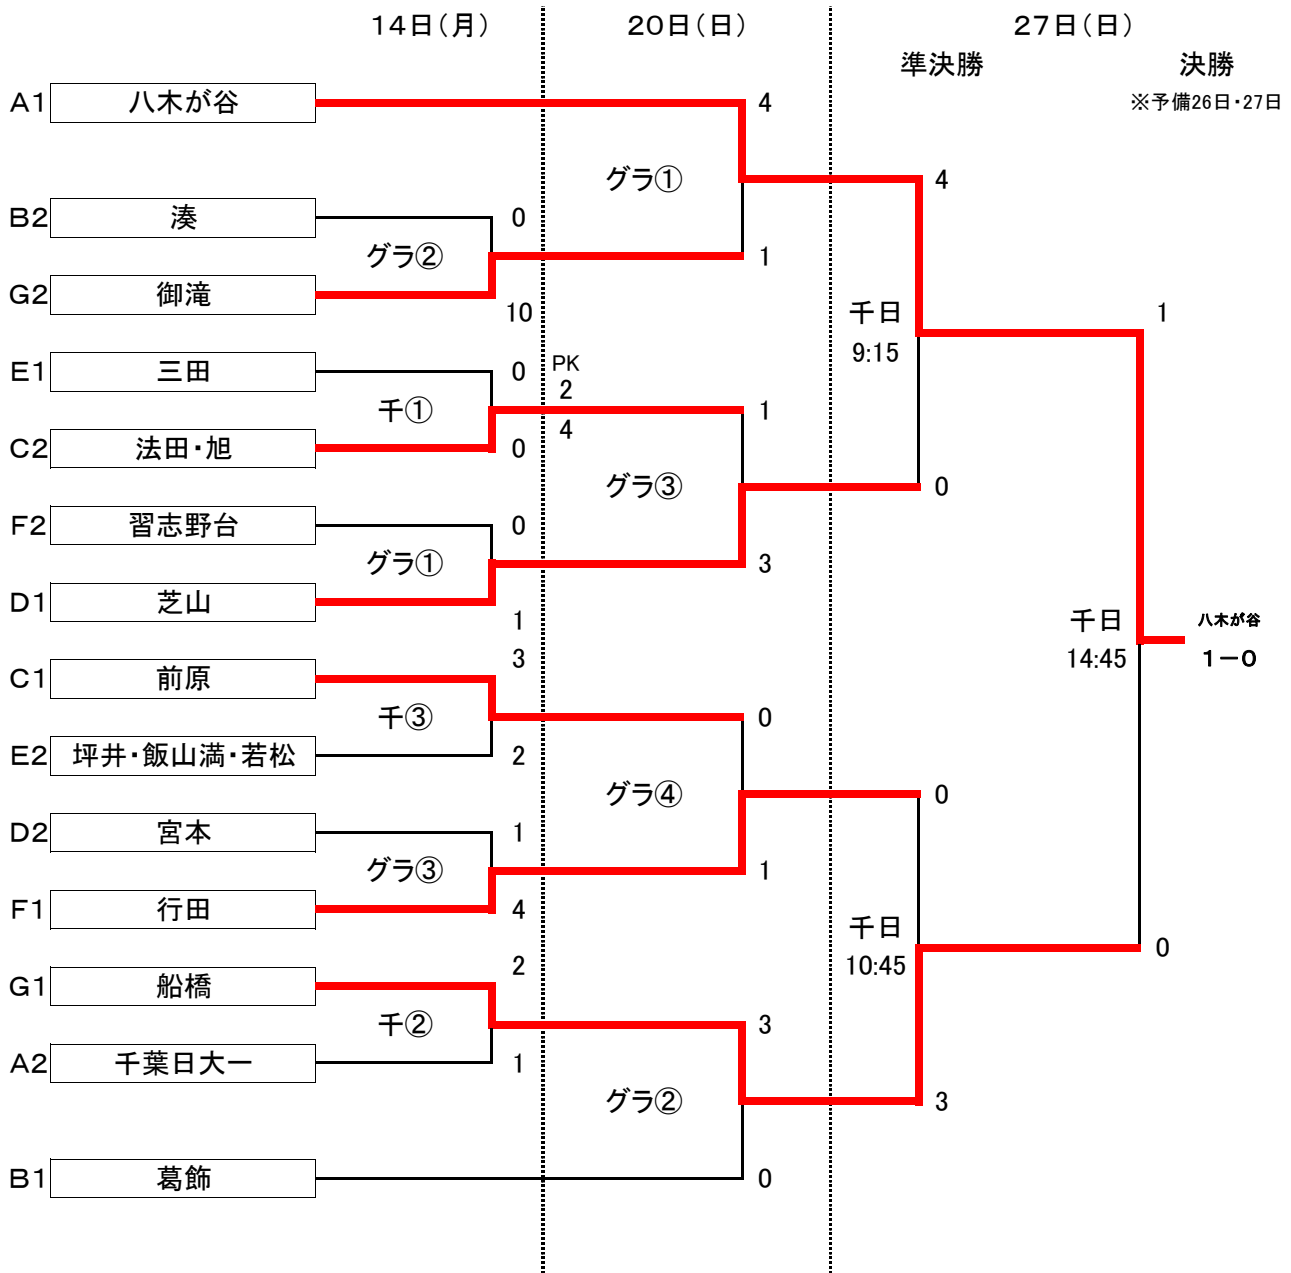 14日(月) 20日(日) 27日(日)
準決勝 決勝
A1 八木が谷 4 ※予備26日・27日
グラ① 4
B2 湊 0
グラ② 1
G2 御滝
10 千日 1
9:15
E1 三田 0 PK
2
千① 1
4
C2 法田・旭 0
グラ③ 0
F2 習志野台 0
グラ① 3
D1 芝山
1 千日 八木が谷
3 14:45 1-0
C1 前原
千③ 0
E2 坪井・飯山満・若松 2
グラ④ 0
D2 宮本 1
グラ③ 1
F1 行田 4
千日 0
2 10:45
G1 船橋
千② 3
A2 千葉日大一 1
グラ② 3
B1 葛飾 0